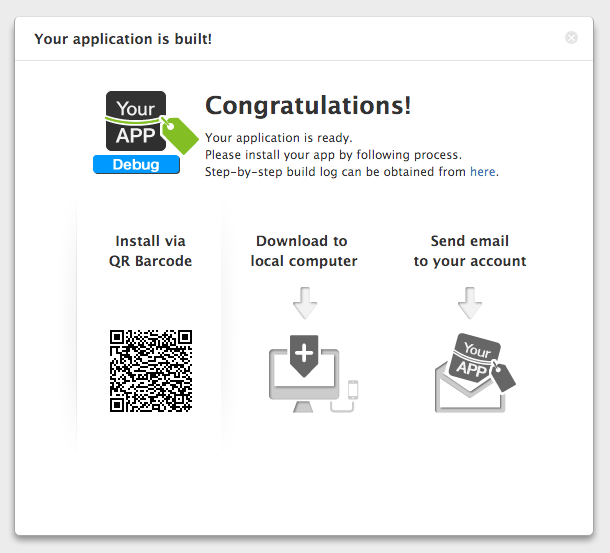 Your application is built!
Your
APP
Debug
Congratulations!
Your application is ready.
Please install your app by following process.
Step-by-step build log can be obtained from here.
Install via
QR Barcode
Download to
local computer
Send email
to your account
Your
APP